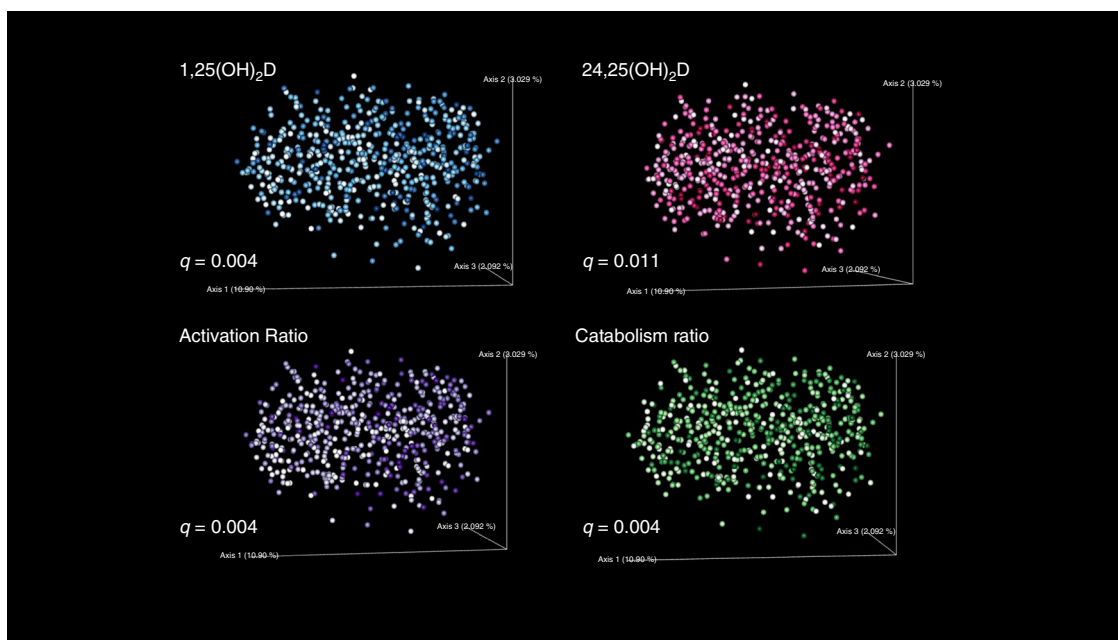 1,25(OH)₂D
Axis 2 (3.029 %)
q = 0.004
Axis 3 (2.092 %)
Axis 1 (10.90 %)
24,25(OH)₂D
Axis 2 (3.029 %)
q = 0.011
Axis 3 (2.092 %)
Axis 1 (10.90 %)
Activation Ratio
Axis 2 (3.029 %)
q = 0.004
Axis 3 (2.092 %)
Axis 1 (10.90 %)
Catabolism ratio
Axis 2 (3.029 %)
q = 0.004
Axis 3 (2.092 %)
Axis 1 (10.90 %)